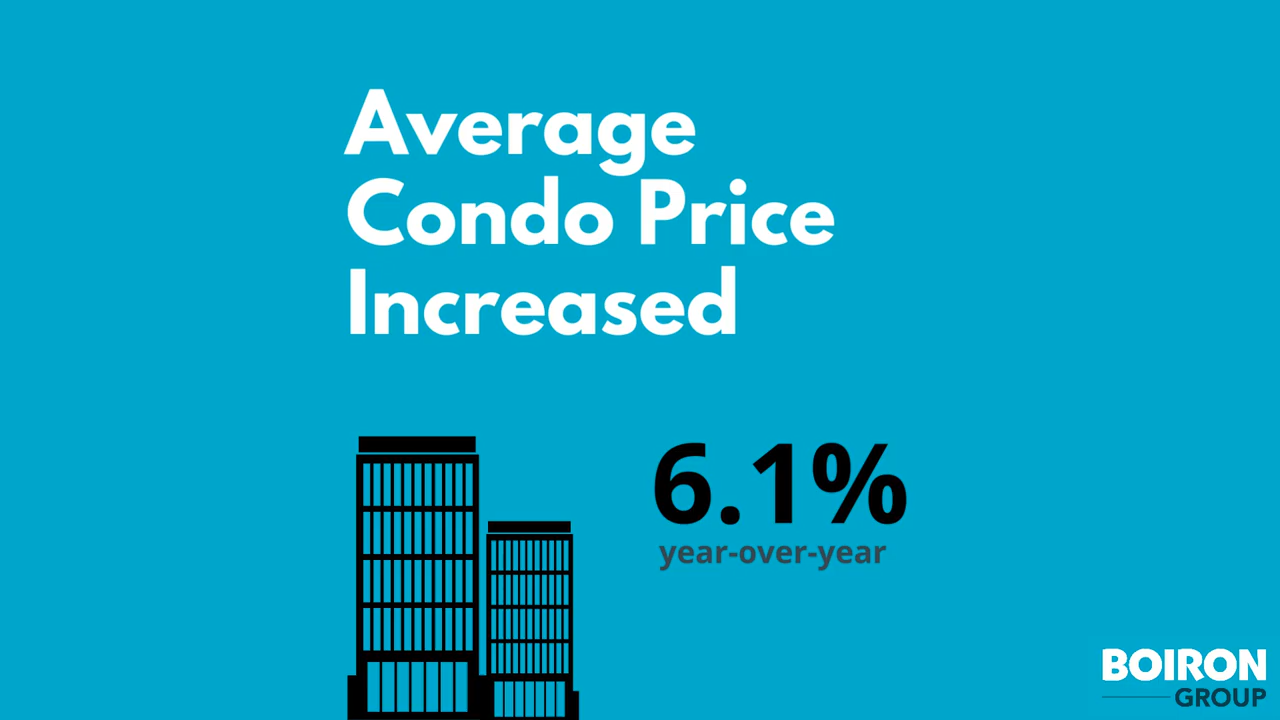 Average
Condo Price
Increased
6.1%
year-over-year
BOIRON
GROUP